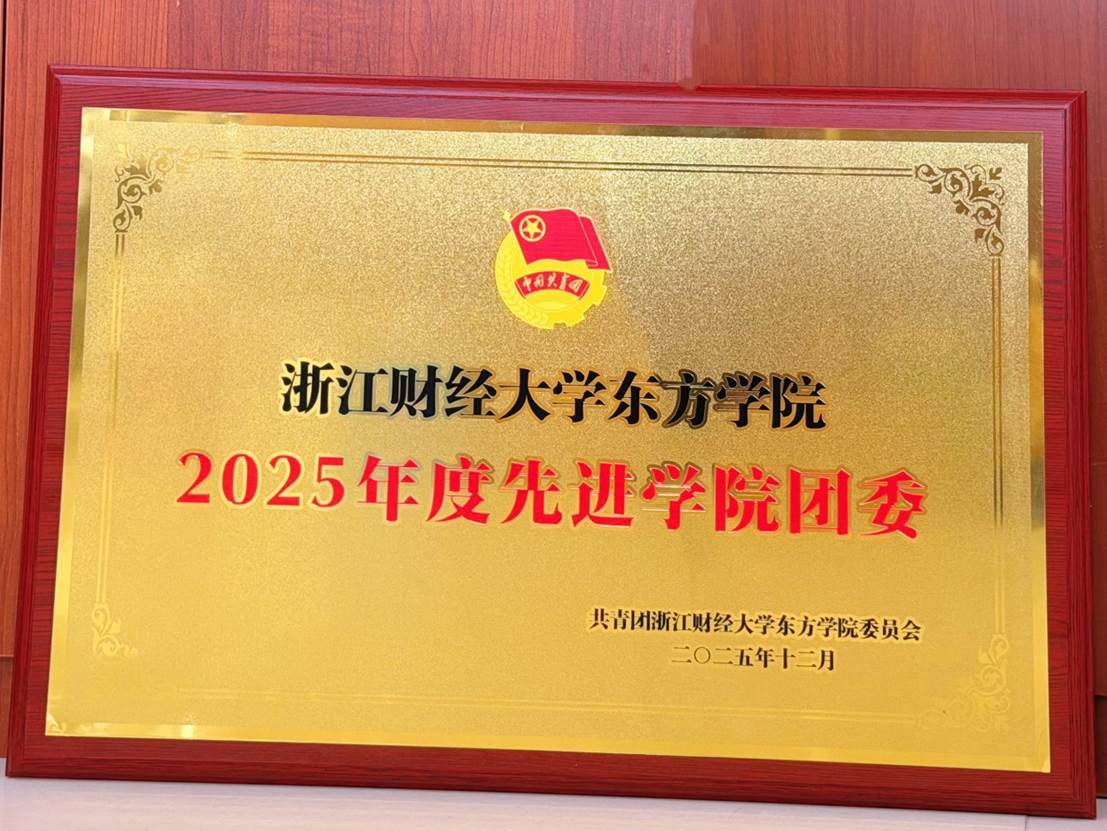 中国共青团
浙江财经大学东方学院
2025年度先进学院团委
共青团浙江财经大学东方学院委员会
二〇二五年十二月